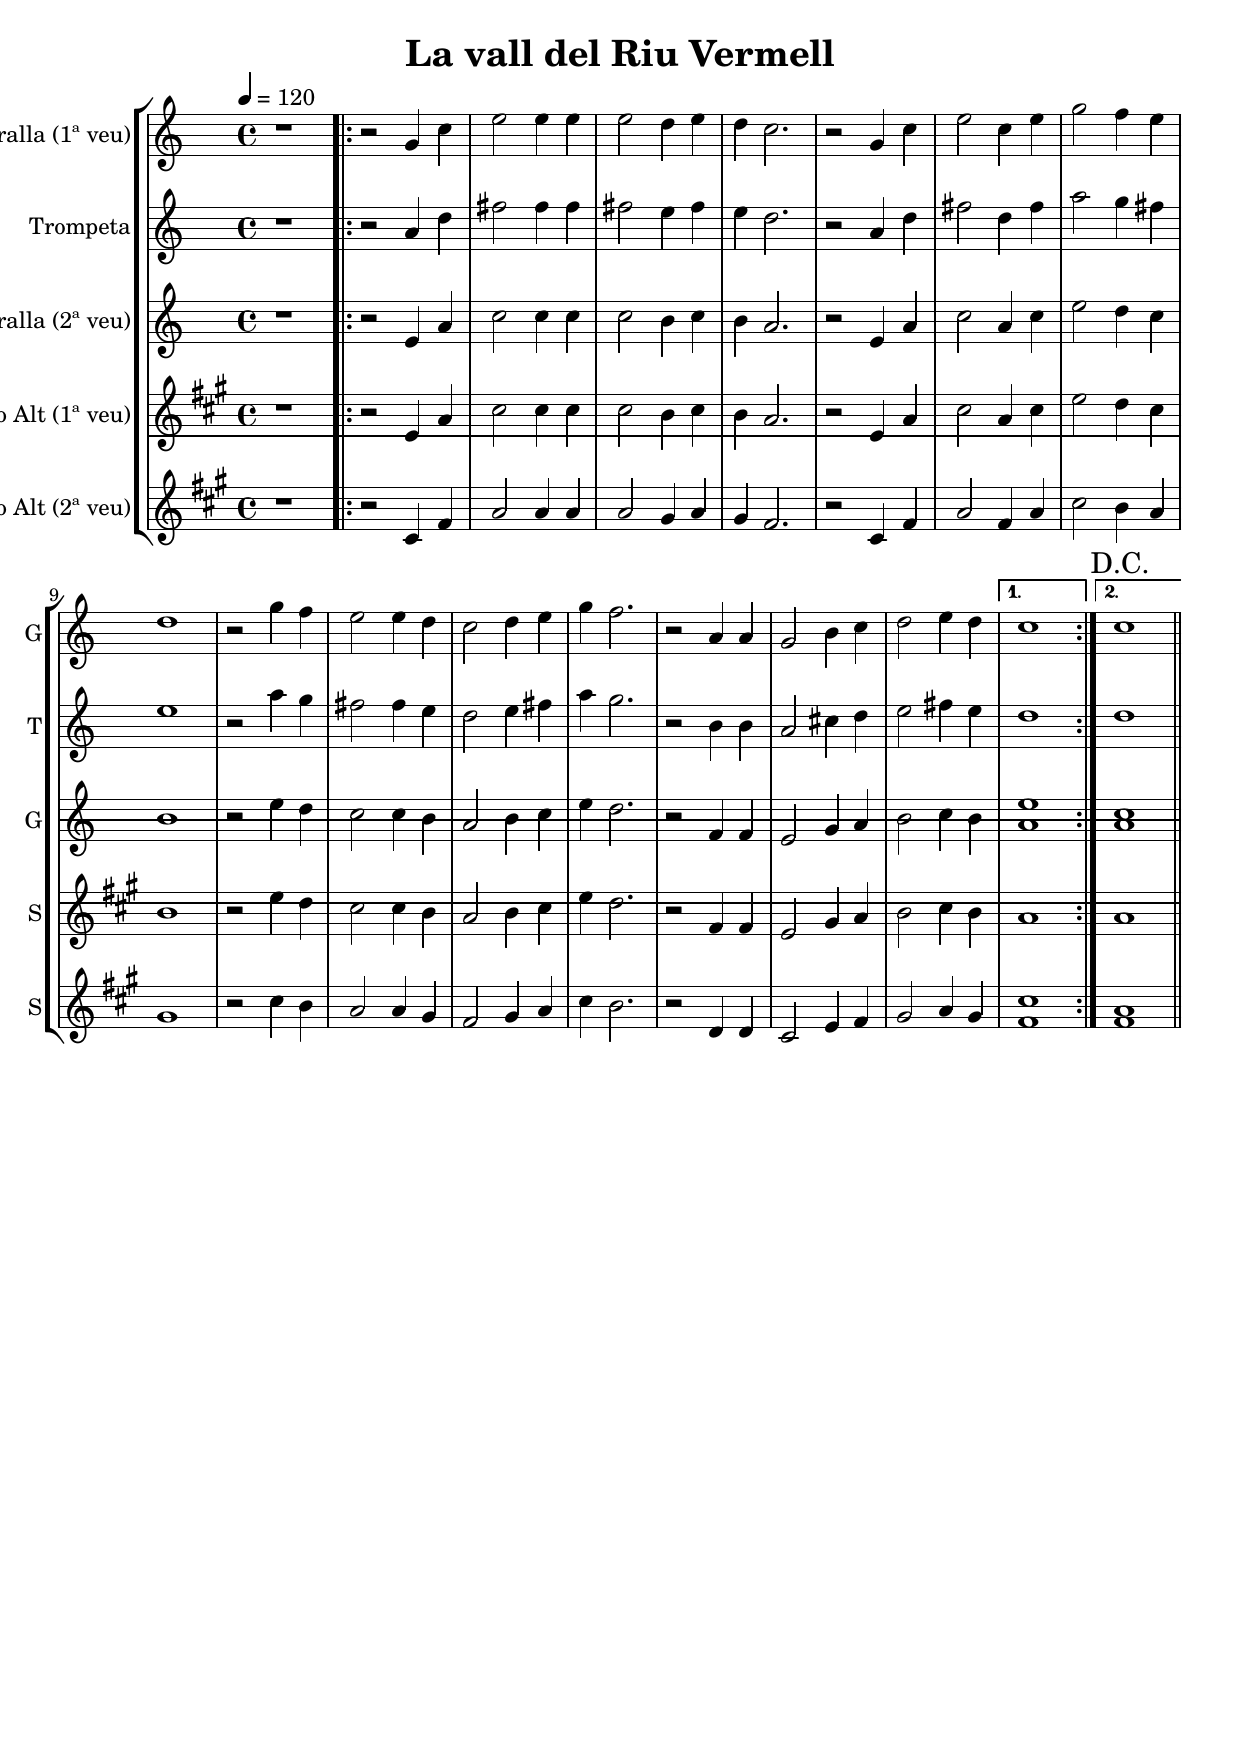 La vall del Riu Vermell
= 120
ralla (1ª veu)
Trompeta
ralla (2ª veu)
o Alt (1ª veu)
o Alt (2ª veu)
D.C.
9
1.
2.
G
T
G
S
S